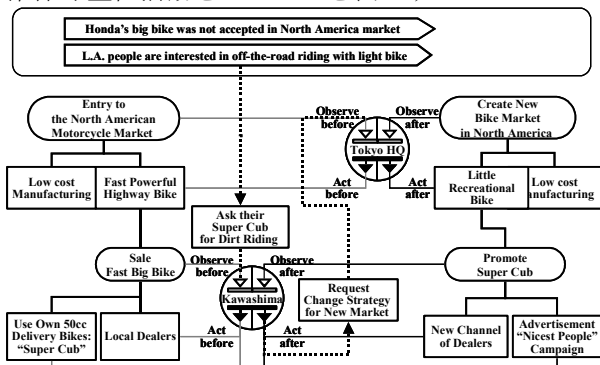 Honda's big bike was not accepted in North America market
L.A. people are interested in off-the-road riding with light bike
Entry to
the North American
Motorcycle Market
Observe
before
Observe
after
Create New
Bike Market
in North America
Tokyo HQ
Low cost
Manufacturing
Fast Powerful
Highway Bike
Act
before
Act
after
Little
Recreational
Bike
Low cost
anufacturing
Ask their
Super Cub
for Dirt Riding
Sale
Fast Big Bike
Observe
before
Observe
after
Promote
Super Cub
Kawashima
Request
Change Strategy
for New Market
Use Own 50cc
Delivery Bikes:
"Super Cub"
Local Dealers
Act
before
Act
after
New Channel
of Dealers
Advertisement
"Nicest People"
Campaign